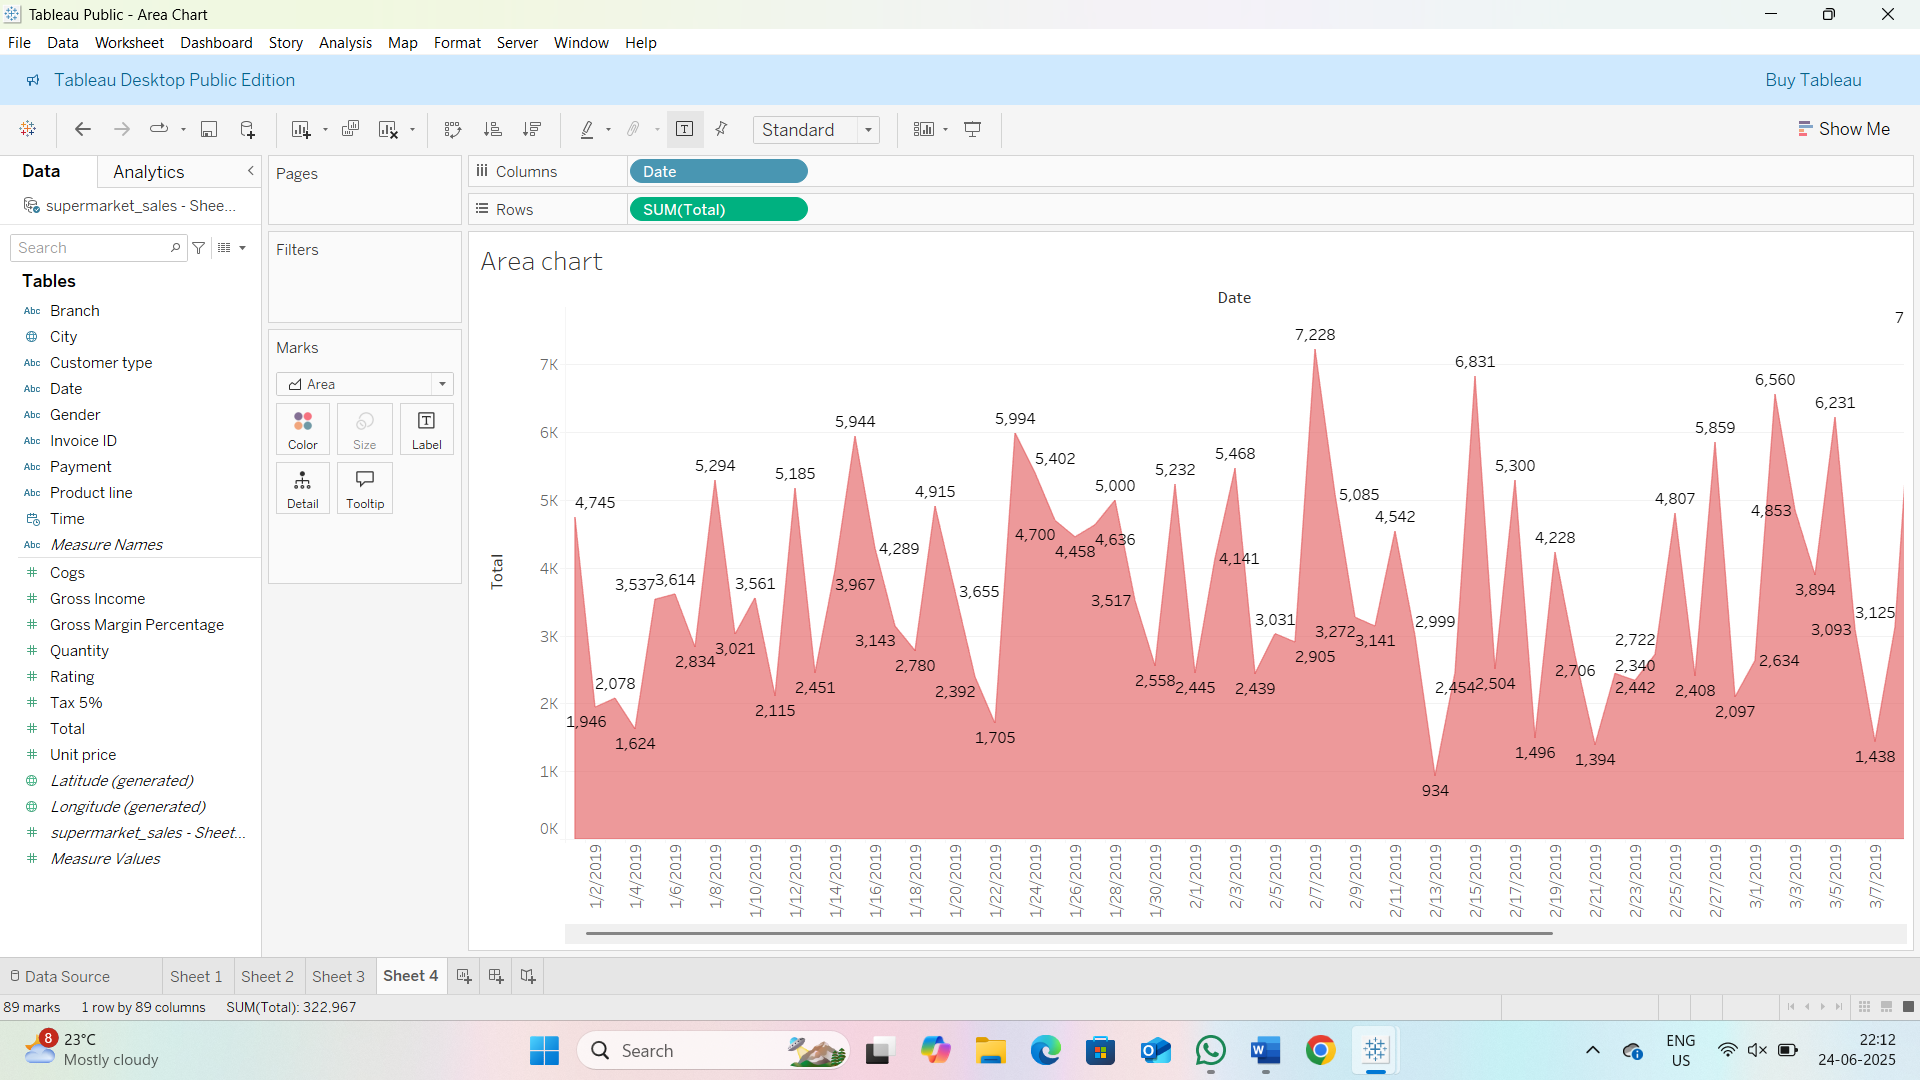 Tableau Public - Area Chart
File Data Worksheet Dashboard Story Analysis Map Format Server Window Help
Tableau Desktop Public Edition
Buy Tableau
Standard
Show Me
Data
Analytics
supermarket_sales - Shee...
Search
Tables
Abc Branch
City
Abc Customer type
Abc Date
Abc Gender
Abc Invoice ID
Abc Payment
Abc Product line
Time
Abc Measure Names
Cogs
Gross Income
Gross Margin Percentage
Quantity
Rating
Tax 5%
Total
Unit price
Latitude (generated)
Longitude (generated)
supermarket_sales - Sheet...
Measure Values
Pages
Filters
Marks
Area
Color
Size
Label
Detail
Tooltip
Columns
Date
Rows
SUM(Total)
Area chart
Date
Total
7K
6K
5K
4K
3K
2K
1K
0K
4,745
1,946
2,078
1,624
3,537
3,614
2,834
5,294
3,021
3,561
2,115
5,185
2,451
3,967
5,944
4,289
3,143
2,780
4,915
3,655
2,392
1,705
5,994
5,402
4,700
4,458
4,636
5,000
3,517
2,558
5,232
2,445
4,141
5,468
2,439
3,031
2,905
7,228
5,085
3,272
3,141
4,542
2,999
934
2,454
6,831
2,504
5,300
1,496
4,228
2,706
1,394
2,442
2,340
2,722
4,807
2,408
5,859
2,097
2,634
6,560
4,853
3,894
6,231
3,093
1,438
3,125
7
1/2/2019
1/4/2019
1/6/2019
1/8/2019
1/10/2019
1/12/2019
1/14/2019
1/16/2019
1/18/2019
1/20/2019
1/22/2019
1/24/2019
1/26/2019
1/28/2019
1/30/2019
2/1/2019
2/3/2019
2/5/2019
2/7/2019
2/9/2019
2/11/2019
2/13/2019
2/15/2019
2/17/2019
2/19/2019
2/21/2019
2/23/2019
2/25/2019
2/27/2019
3/1/2019
3/3/2019
3/5/2019
3/7/2019
Data Source
Sheet 1
Sheet 2
Sheet 3
Sheet 4
89 marks
1 row by 89 columns
SUM(Total): 322,967
8
23°C
Mostly cloudy
Search
ENG
US
22:12
24-06-2025